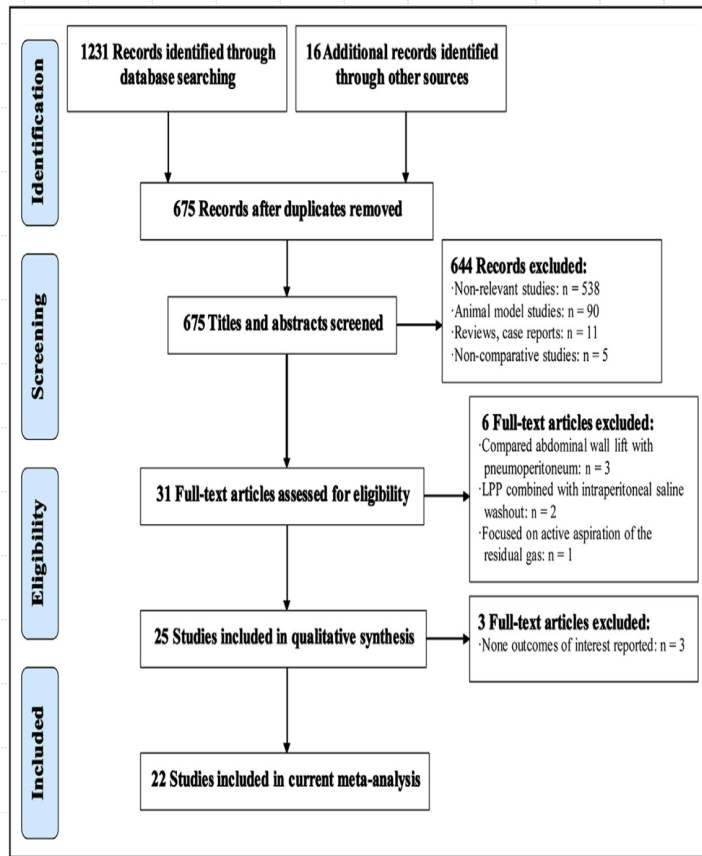 Identification
1231 Records identified through
database searching
16 Additional records identified
through other sources
675 Records after duplicates removed
Screening
675 Titles and abstracts screened
644 Records excluded:
·Non-relevant studies: n = 538
·Animal model studies: n = 90
·Reviews, case reports: n = 11
·Non-comparative studies: n = 5
Eligibility
31 Full-text articles assessed for eligibility
6 Full-text articles excluded:
·Compared abdominal wall lift with
pneumoperitoneum: n = 3
·LPP combined with intraperitoneal saline
washout: n = 2
·Focused on active aspiration of the
residual gas: n = 1
25 Studies included in qualitative synthesis
3 Full-text articles excluded:
·None outcomes of interest reported: n = 3
Included
22 Studies included in current meta-analysis